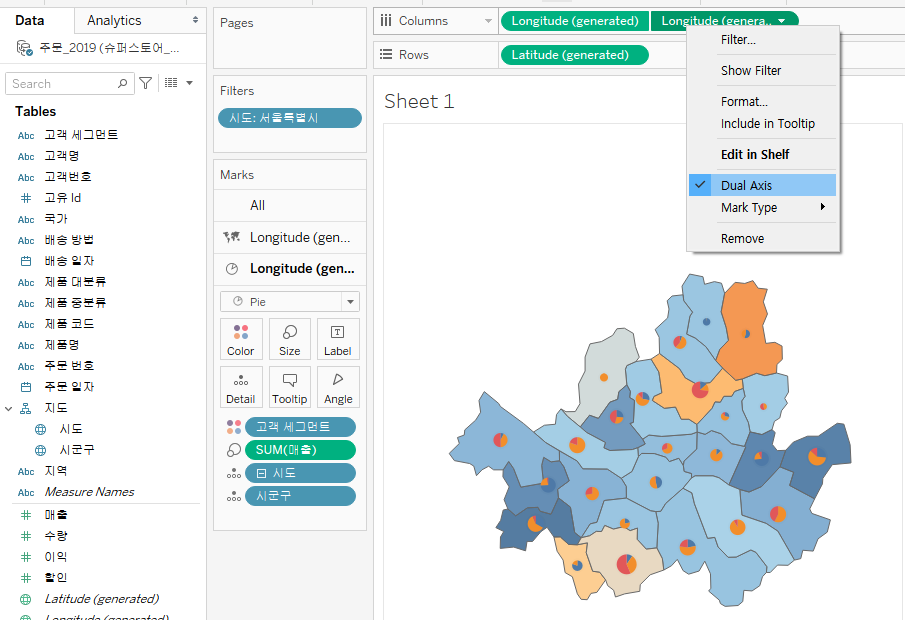 Data
Analytics
주문_2019 (슈퍼스토어_...
Search
Tables
Abc 고객 세그먼트
Abc 고객명
Abc 고객번호
# 고유 Id
Abc 국가
Abc 배송 방법
배송 일자
Abc 제품 대분류
Abc 제품 중분류
Abc 제품 코드
Abc 제품명
Abc 주문 번호
주문 일자
지도
시도
시군구
Abc 지역
Abc Measure Names
# 매출
# 수량
# 이익
# 할인
Latitude (generated)
Longitude (generated)
Pages
Filters
시도: 서울특별시
Marks
All
Longitude (gen...
Longitude (gen...
Pie
Color
Size
Label
Detail
Tooltip
Angle
고객 세그먼트
SUM(매출)
시도
시군구
Columns
Longitude (generated)
Longitude (genera..
Rows
Latitude (generated)
Sheet 1
Filter...
Show Filter
Format...
Include in Tooltip
Edit in Shelf
Dual Axis
Mark Type
Remove